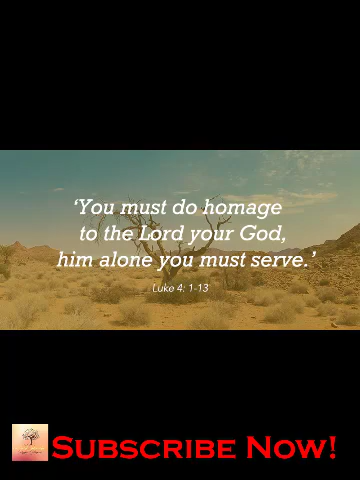 ‘You must do homage
to the Lord your God,
him alone you must serve.’
Luke 4: 1-13
Subscribe Now!